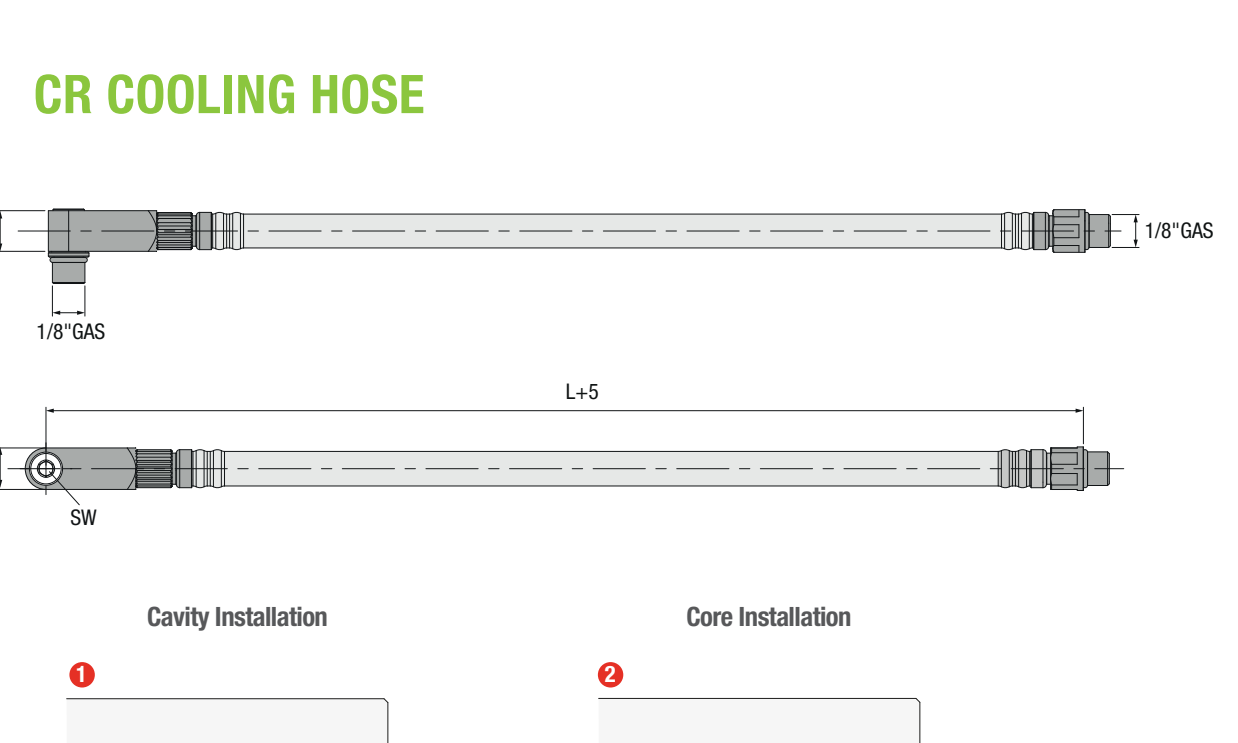 CR COOLING HOSE
1/8"GAS
1/8"GAS
L+5
SW
Cavity Installation
Core Installation
1
2